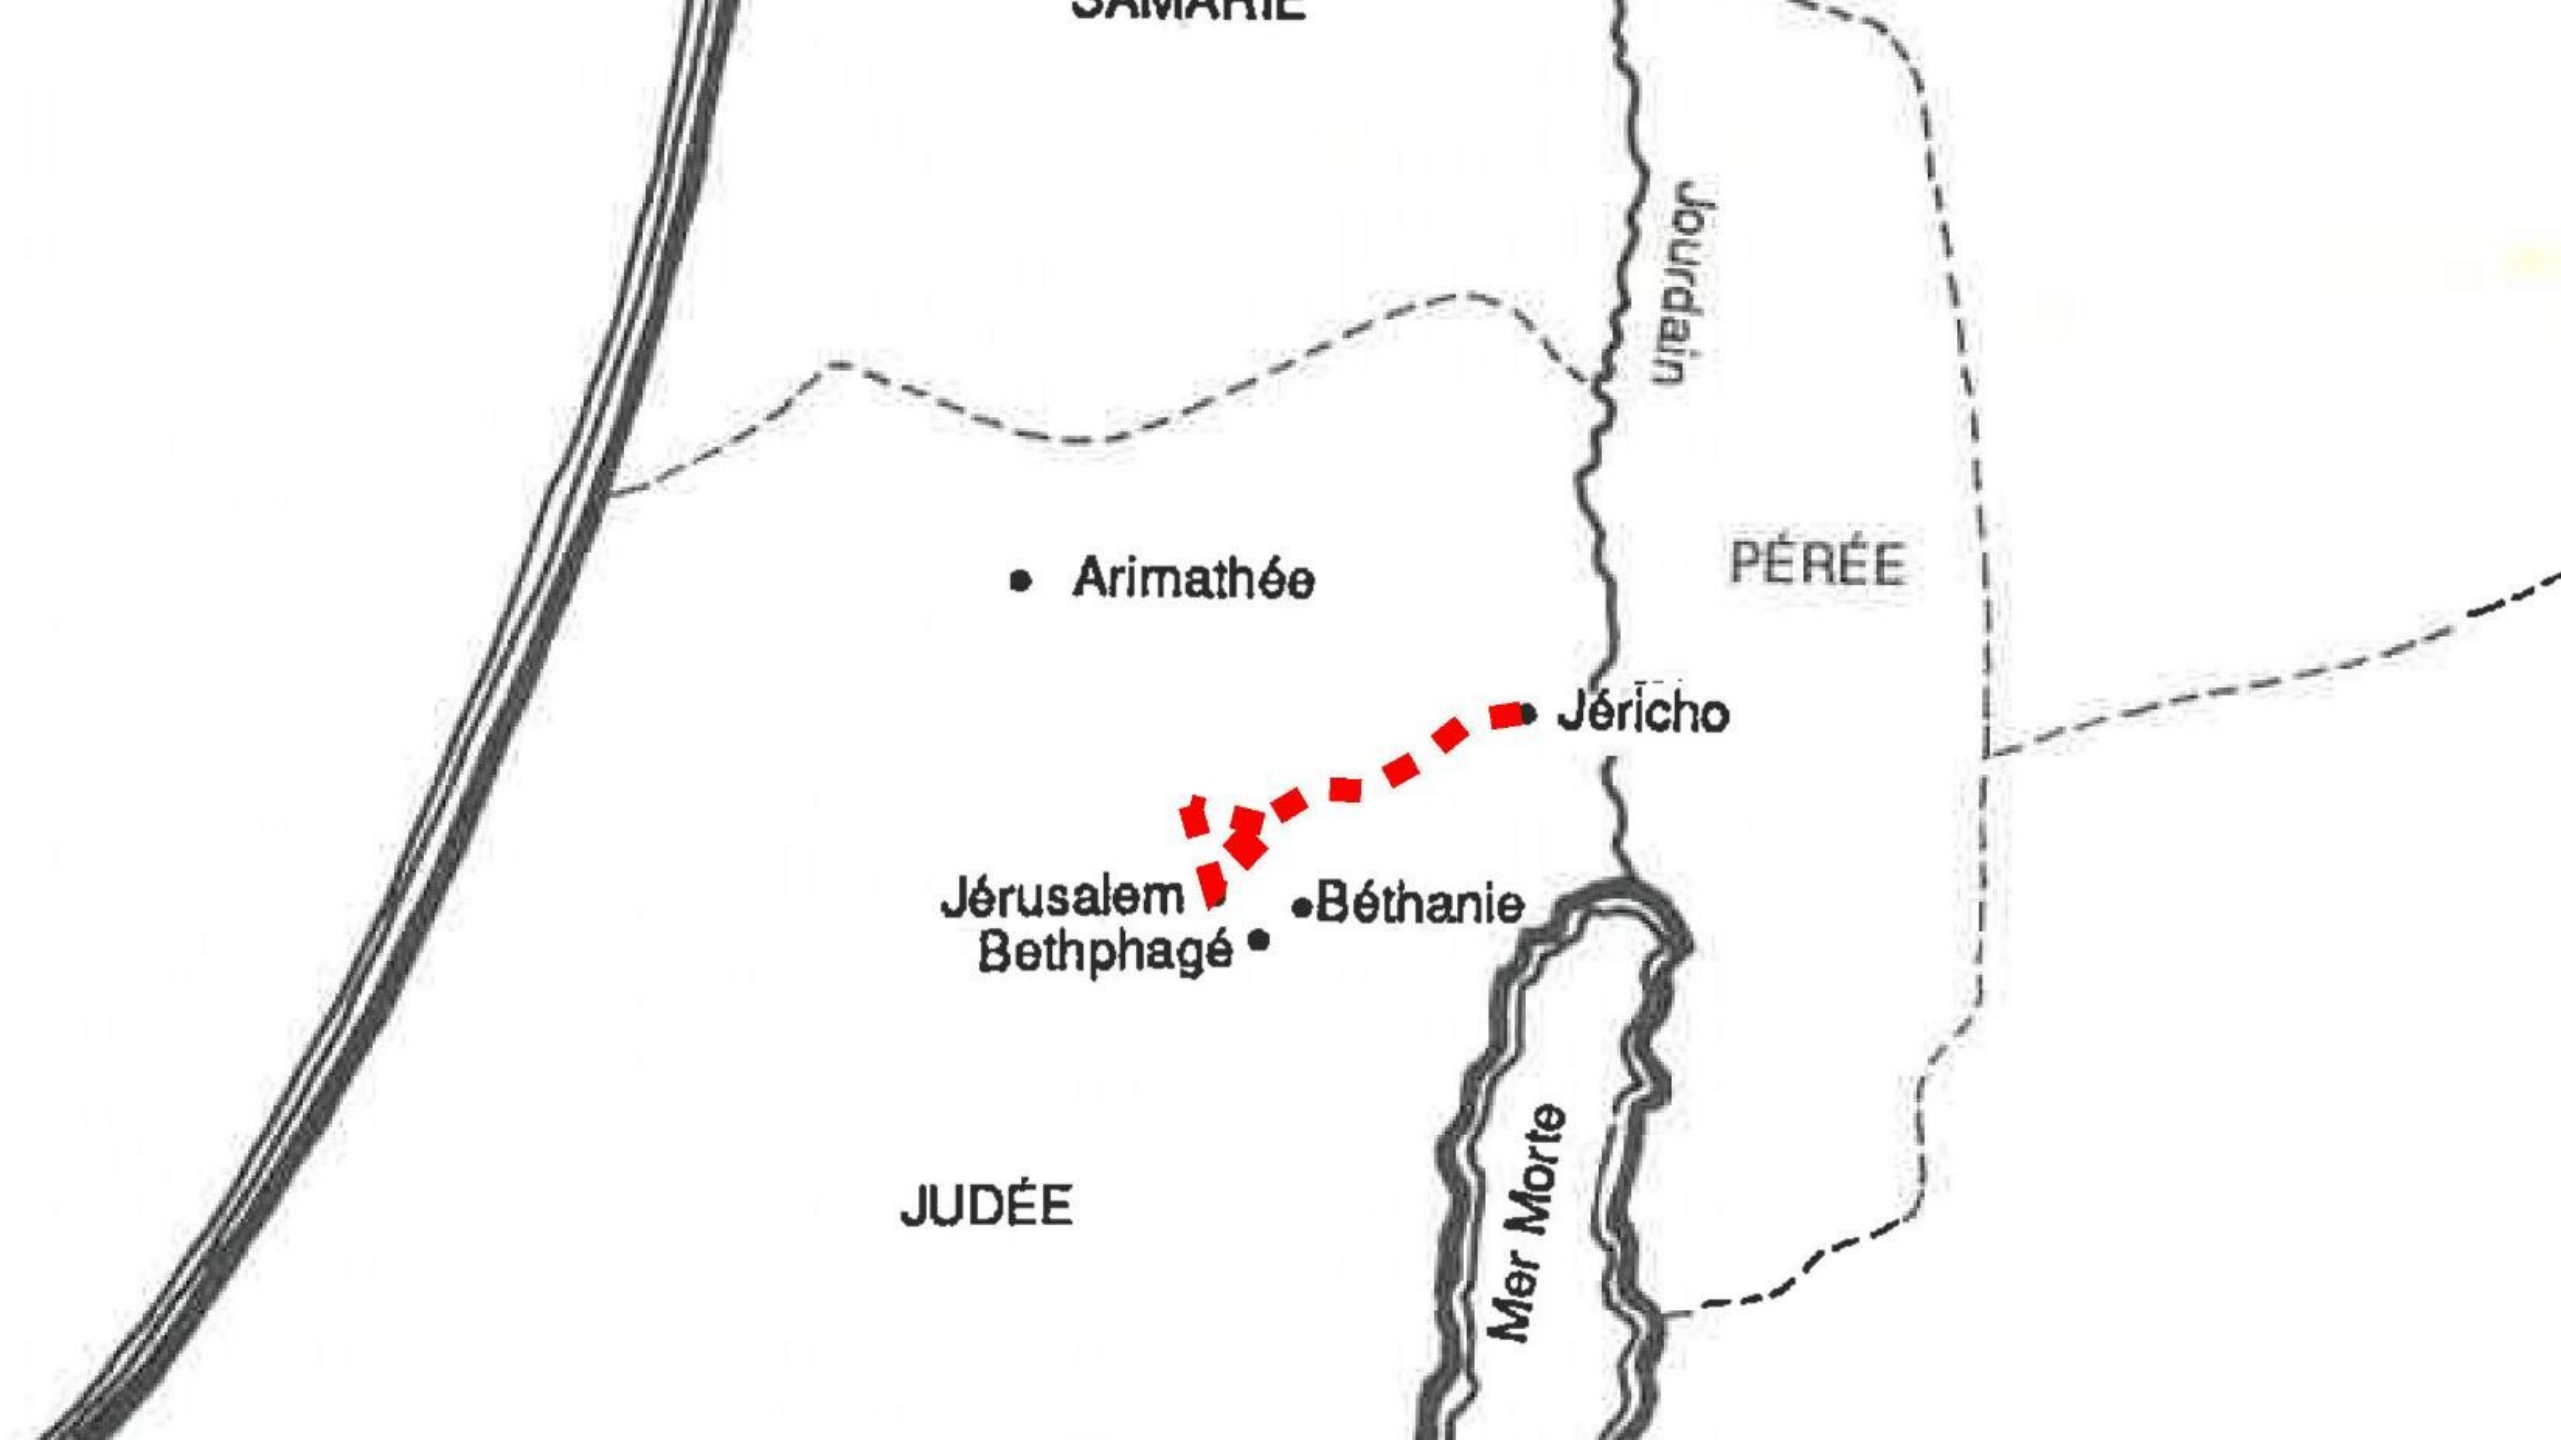 SAMARIE
Jourdain
PÉRÉE
Arimathée
Jéricho
Jérusalem
Béthanie
Bethphagé
JUDÉE
Mer Morte